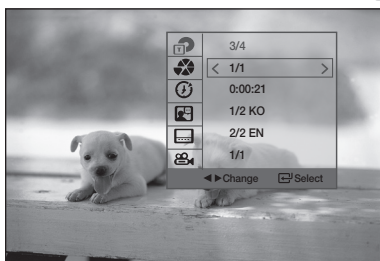 T
3/4
< 1/1 >
0:00:21
1/2 KO
2/2 EN
1/1
◄ ►Change Select